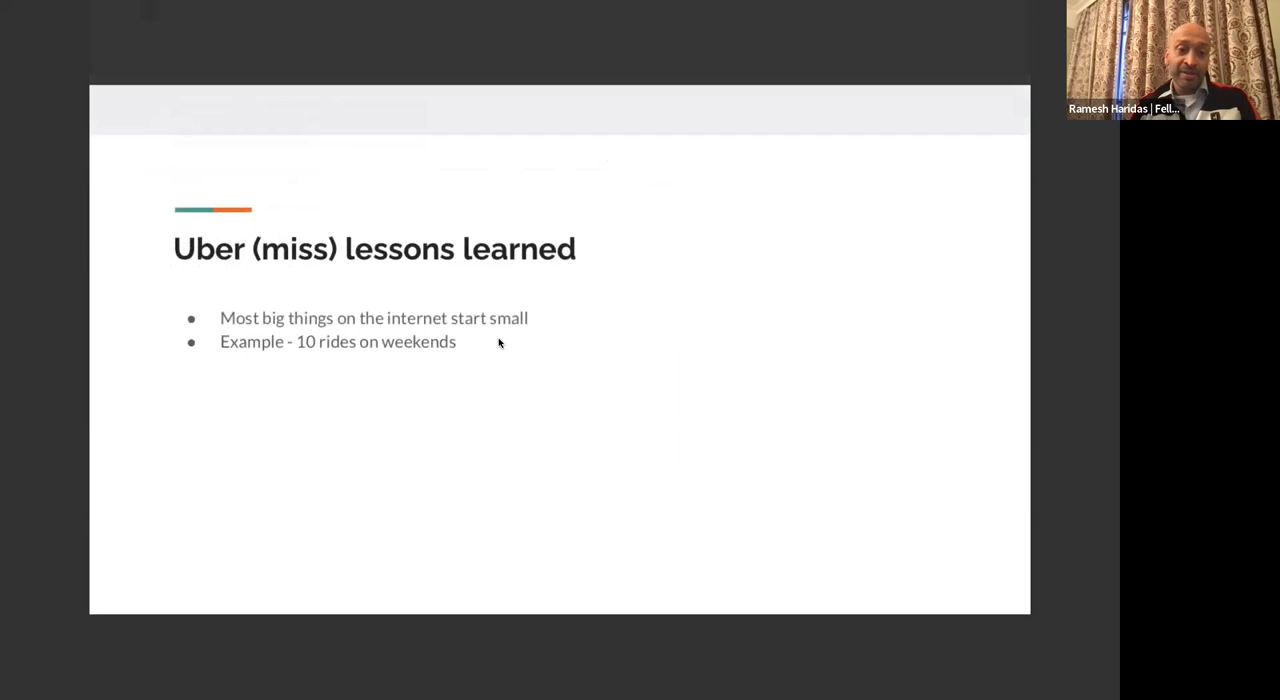 Ramesh Haridas | Fell...
Uber (miss) lessons learned
● Most big things on the internet start small
● Example - 10 rides on weekends